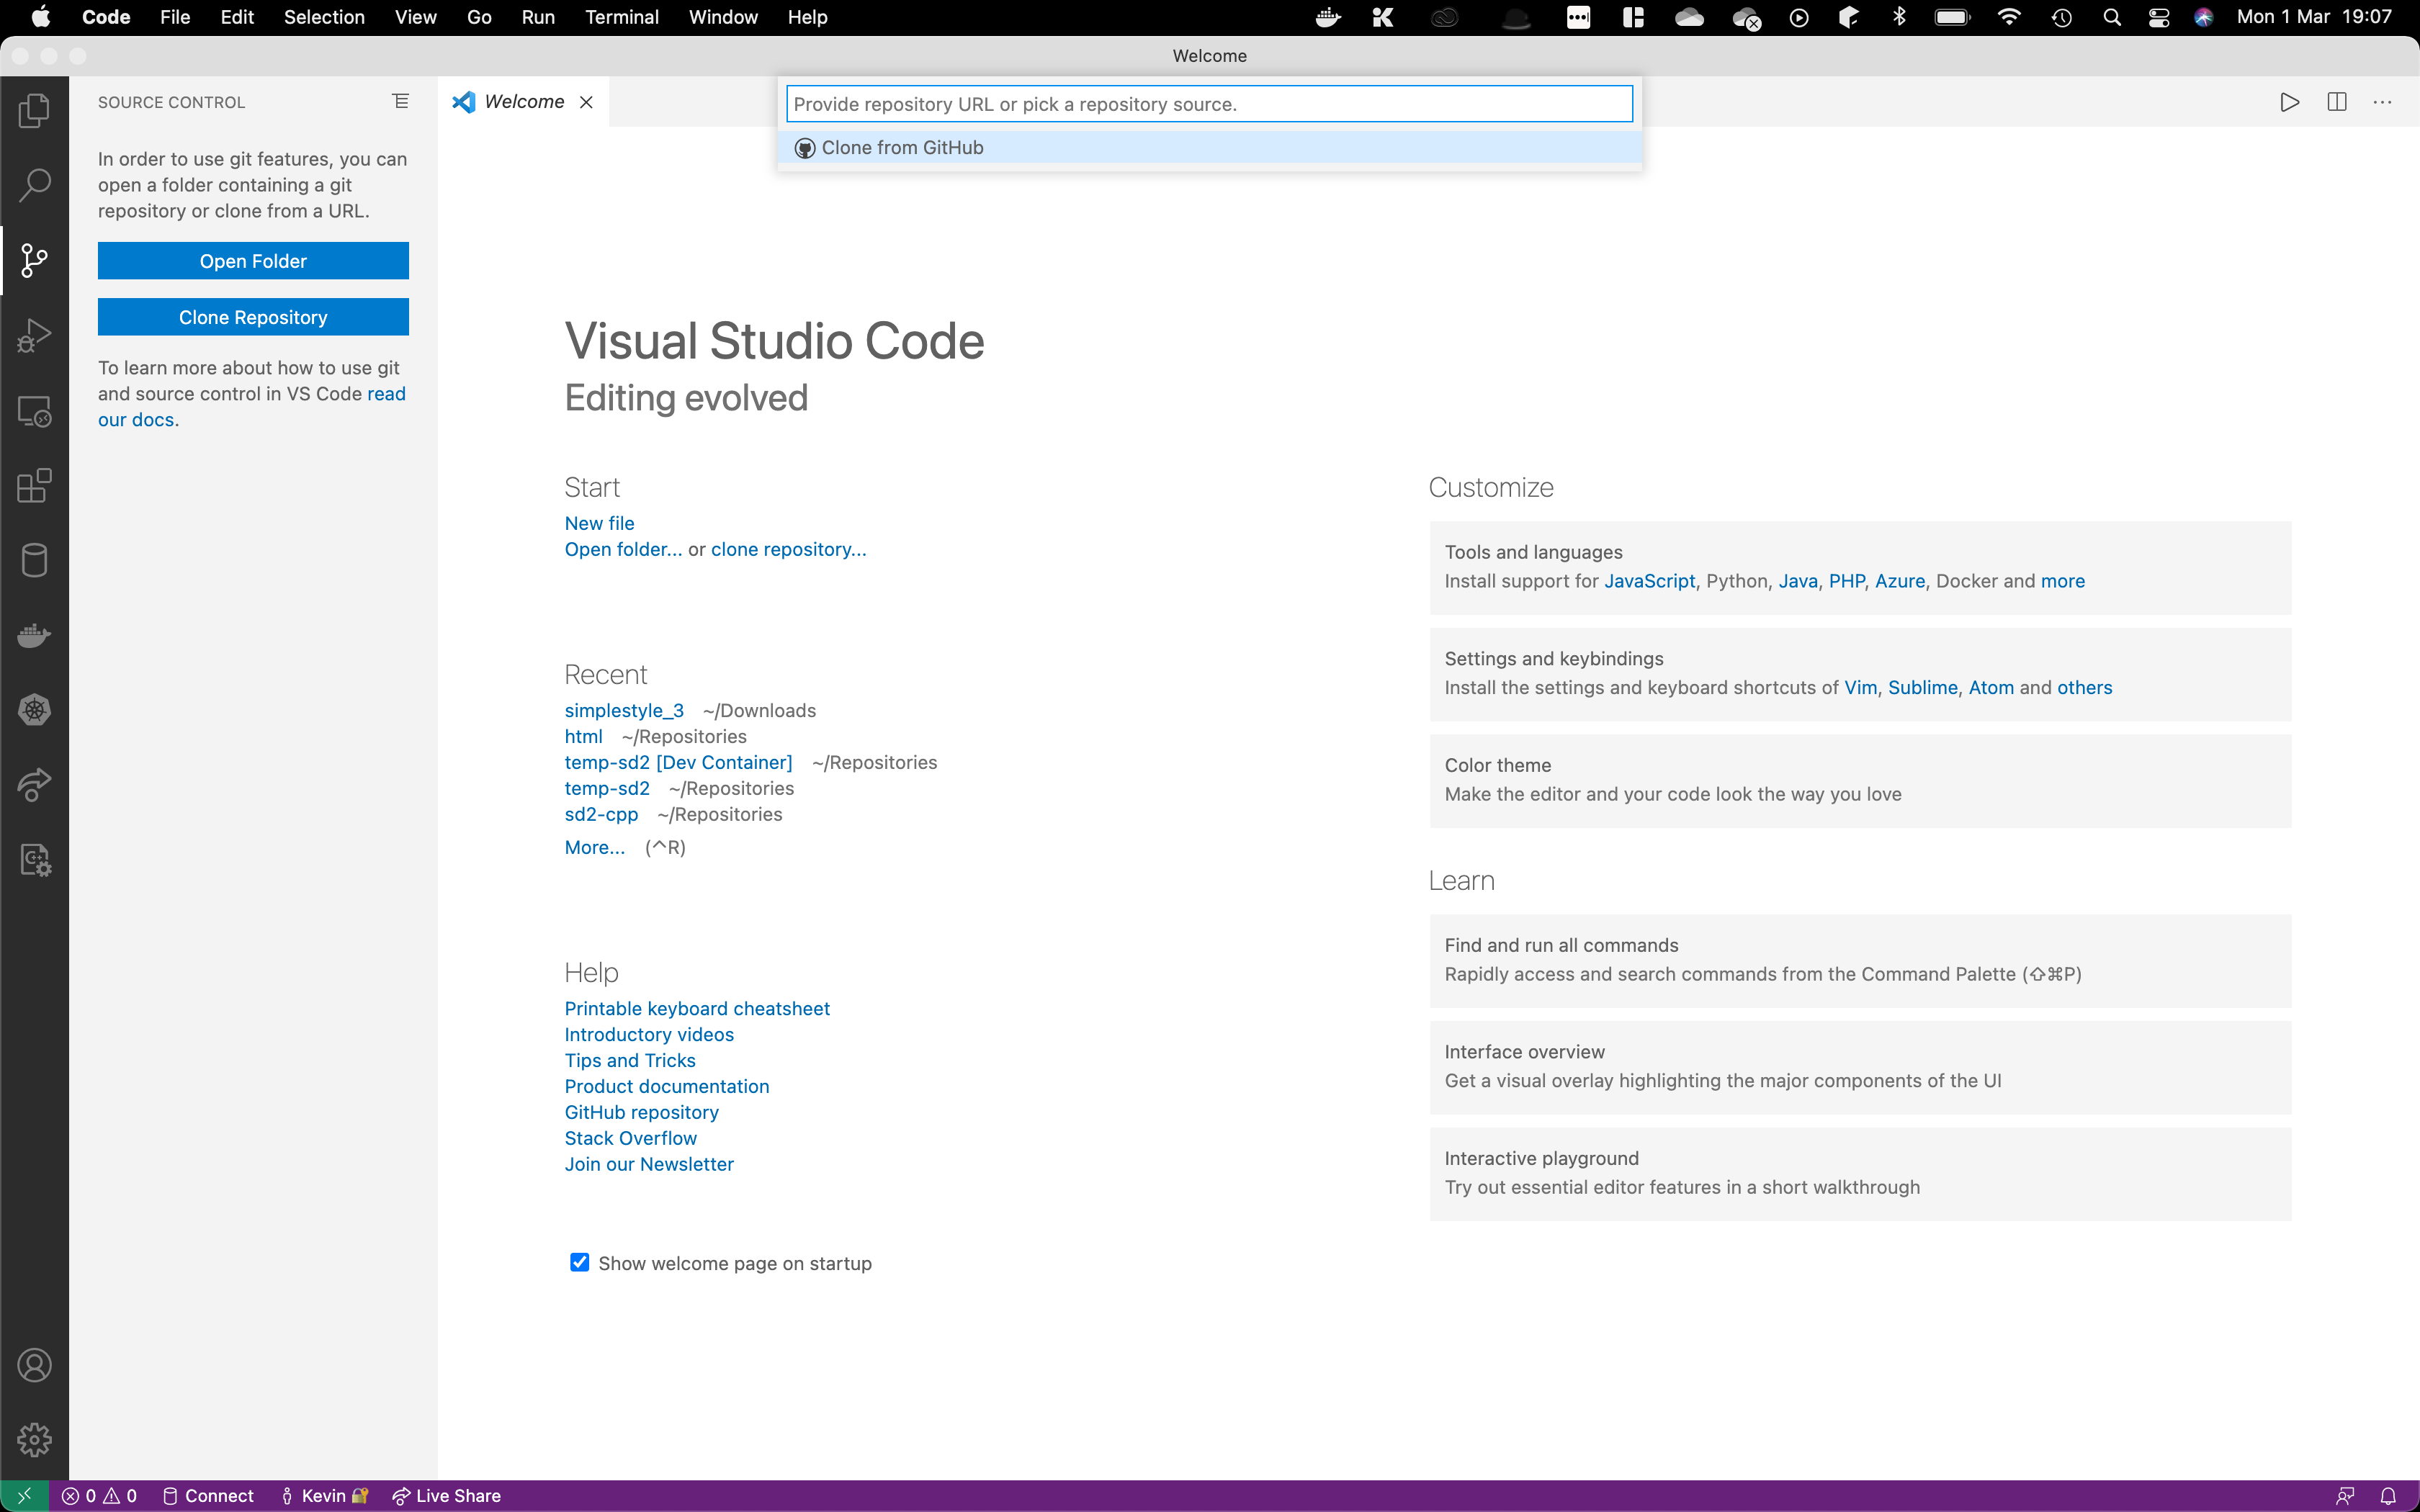 Code File Edit Selection View Go Run Terminal Window Help Mon 1 Mar 19:07
Welcome
SOURCE CONTROL
In order to use git features, you can
open a folder containing a git
repository or clone from a URL.
Open Folder
Clone Repository
To learn more about how to use git
and source control in VS Code read
our docs.
Welcome
Provide repository URL or pick a repository source.
Clone from GitHub
Visual Studio Code
Editing evolved
Start
New file
Open folder... or clone repository...
Recent
simplestyle_3 ~/Downloads
html ~/Repositories
temp-sd2 [Dev Container] ~/Repositories
temp-sd2 ~/Repositories
sd2-cpp ~/Repositories
More... (^R)
Help
Printable keyboard cheatsheet
Introductory videos
Tips and Tricks
Product documentation
GitHub repository
Stack Overflow
Join our Newsletter
Show welcome page on startup
Customize
Tools and languages
Install support for JavaScript, Python, Java, PHP, Azure, Docker and more
Settings and keybindings
Install the settings and keyboard shortcuts of Vim, Sublime, Atom and others
Color theme
Make the editor and your code look the way you love
Learn
Find and run all commands
Rapidly access and search commands from the Command Palette (⇧⌘P)
Interface overview
Get a visual overlay highlighting the major components of the UI
Interactive playground
Try out essential editor features in a short walkthrough
0 0 Connect Kevin Live Share